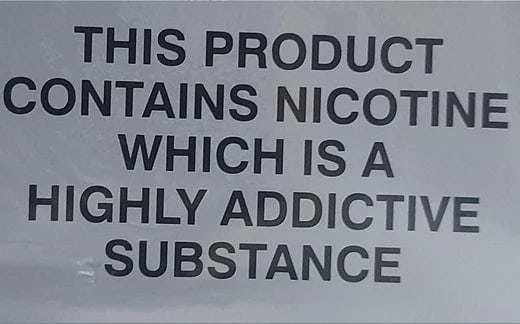 THIS PRODUCT
CONTAINS NICOTINE
WHICH IS A
HIGHLY ADDICTIVE
SUBSTANCE